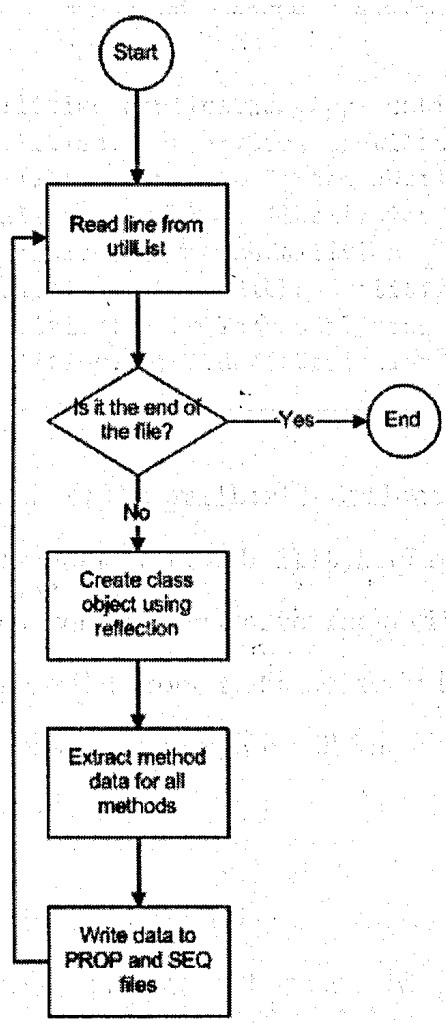 Start
Read line from
utilList
Is it the end of
the file?
Yes
End
No
Create class
object using
reflection
Extract method
data for all
methods
Write data to
PROP and SEQ
files